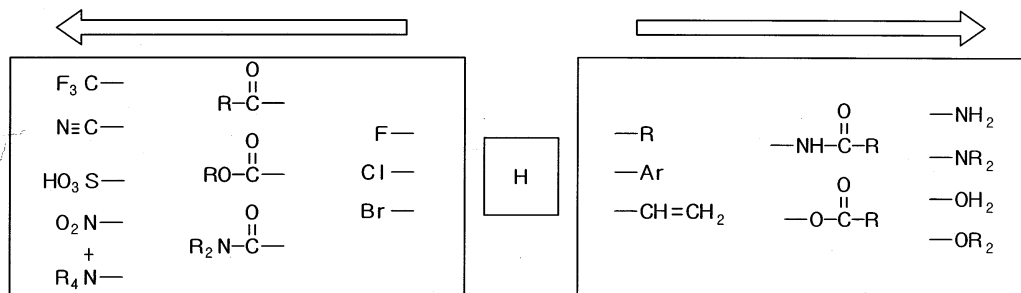 F₃C—
N≡C—
HO₃S—
O₂N—
+
R₄N—
O
R—C—
O
RO—C—
O
R₂N—C—
F—
Cl—
Br—
H
—R
—Ar
—CH=CH₂
O
—NH—C—R
O
—O—C—R
—NH₂
—NR₂
—OH₂
—OR₂